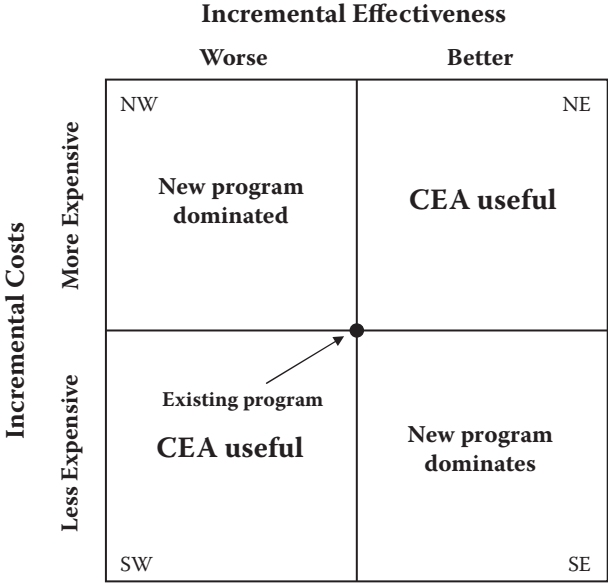 Incremental Effectiveness
Worse
Better
NW
NE
New program
dominated
CEA useful
More Expensive
Incremental Costs
Less Expensive
Existing program
CEA useful
New program
dominates
SW
SE